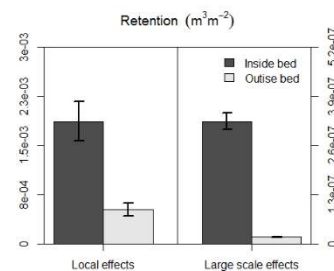 Retention (m³m⁻²)
3e-03
2.3e-03
1.5e-03
8e-04
0
Inside bed
Outise bed
5.2e-07
3.9e-07
2.6e-07
1.3e-07
0
Local effects
Large scale effects